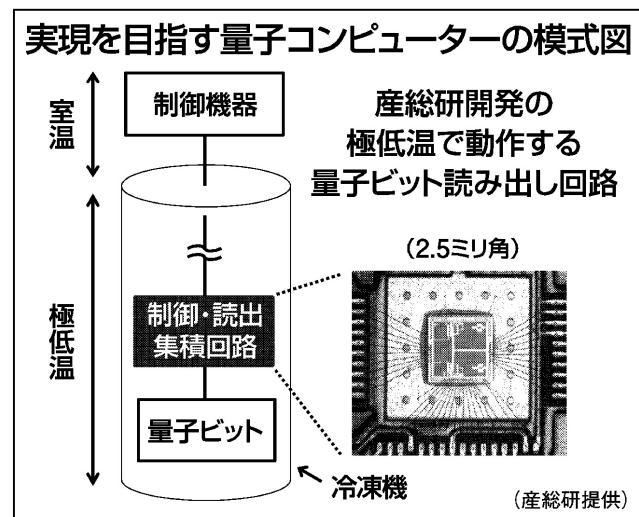 実現を目指す量子コンピューターの模式図
室温
制御機器
産総研開発の
極低温で動作する
量子ビット読み出し回路
(2.5ミリ角)
極低温
制御・読出
集積回路
量子ビット
冷凍機
(産総研提供)